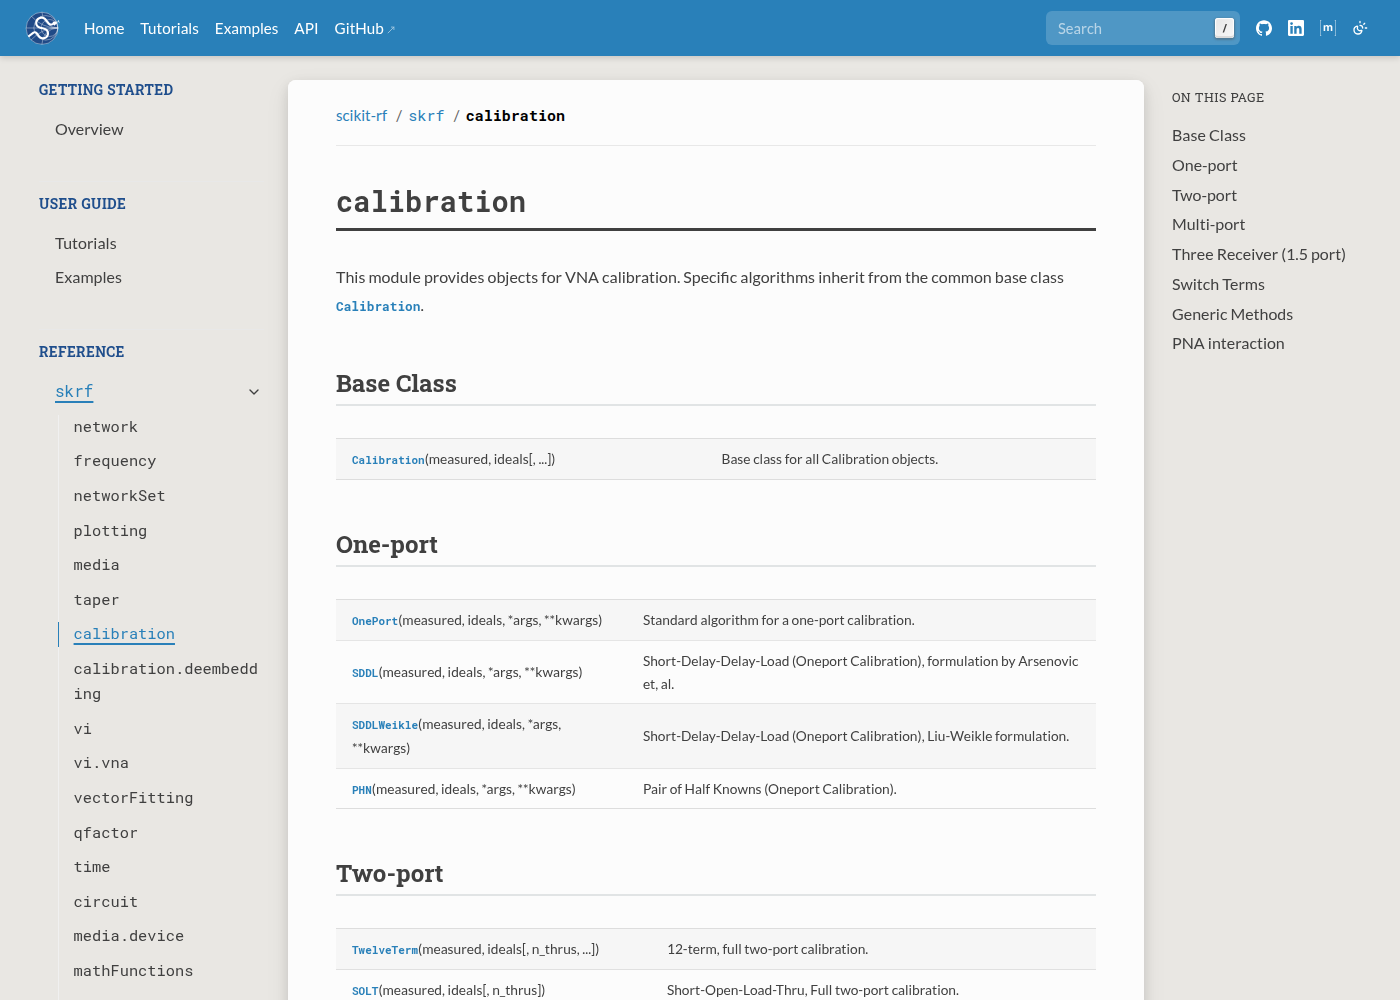 Home Tutorials Examples API GitHub Search /
GETTING STARTED
Overview
USER GUIDE
Tutorials
Examples
REFERENCE
skrf
network
frequency
networkSet
plotting
media
taper
calibration
calibration.deembedd
ing
vi
vi.vna
vectorFitting
qfactor
time
circuit
media.device
mathFunctions
scikit-rf / skrf / calibration
calibration
This module provides objects for VNA calibration. Specific algorithms inherit from the common base class
Calibration.
Base Class
Calibration(measured, ideals[, ...]) Base class for all Calibration objects.
One-port
OnePort(measured, ideals, *args, **kwargs) Standard algorithm for a one-port calibration.
SDDL(measured, ideals, *args, **kwargs) Short-Delay-Delay-Load (Oneport Calibration), formulation by Arsenovic
et, al.
SDDLWeikle(measured, ideals, *args,
**kwargs) Short-Delay-Delay-Load (Oneport Calibration), Liu-Weikle formulation.
PHN(measured, ideals, *args, **kwargs) Pair of Half Knowns (Oneport Calibration).
Two-port
TwelveTerm(measured, ideals[, n_thrus, ...]) 12-term, full two-port calibration.
SOLT(measured, ideals[, n_thrus]) Short-Open-Load-Thru, Full two-port calibration.
ON THIS PAGE
Base Class
One-port
Two-port
Multi-port
Three Receiver (1.5 port)
Switch Terms
Generic Methods
PNA interaction